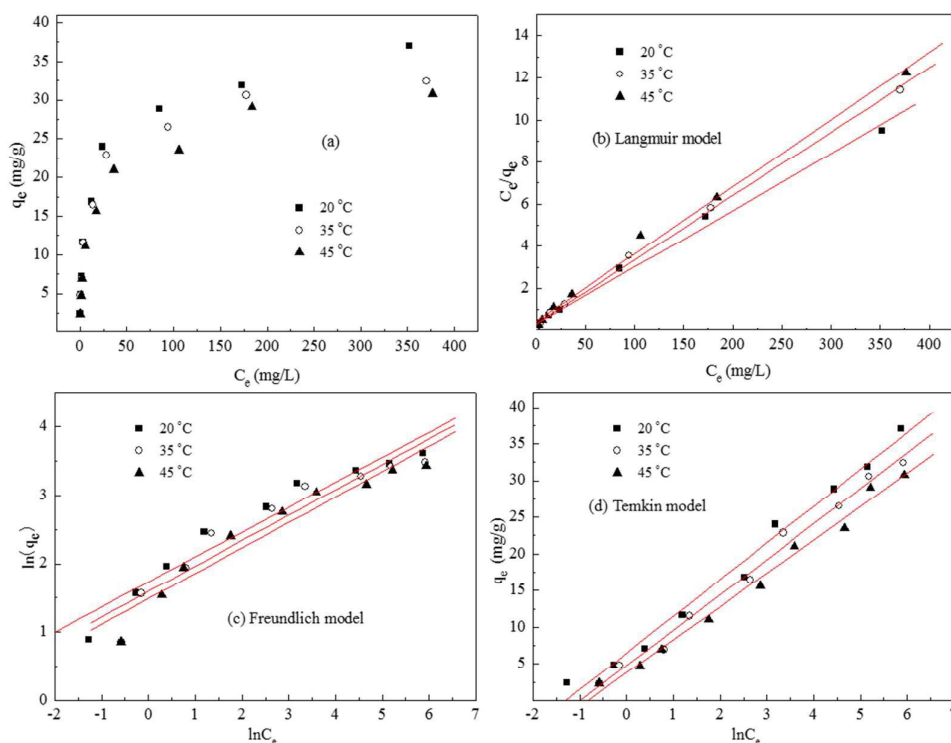 40
35
30
25
20
15
10
5
q_e (mg/g)
(a)
20 °C
35 °C
45 °C
0 50 100 150 200 250 300 350 400
C_e (mg/L)
14
12
10
8
6
4
2
C_e/q_e
20 °C
35 °C
45 °C
(b) Langmuir model
0 50 100 150 200 250 300 350 400 450
C_e (mg/L)
5
4
3
2
1
0
ln(q_e)
20 °C
35 °C
45 °C
(c) Freundlich model
-2 -1 0 1 2 3 4 5 6 7
lnC_e
40
35
30
25
20
15
10
5
0
q_e (mg/g)
20 °C
35 °C
45 °C
(d) Temkin model
-2 -1 0 1 2 3 4 5 6 7
lnC_e